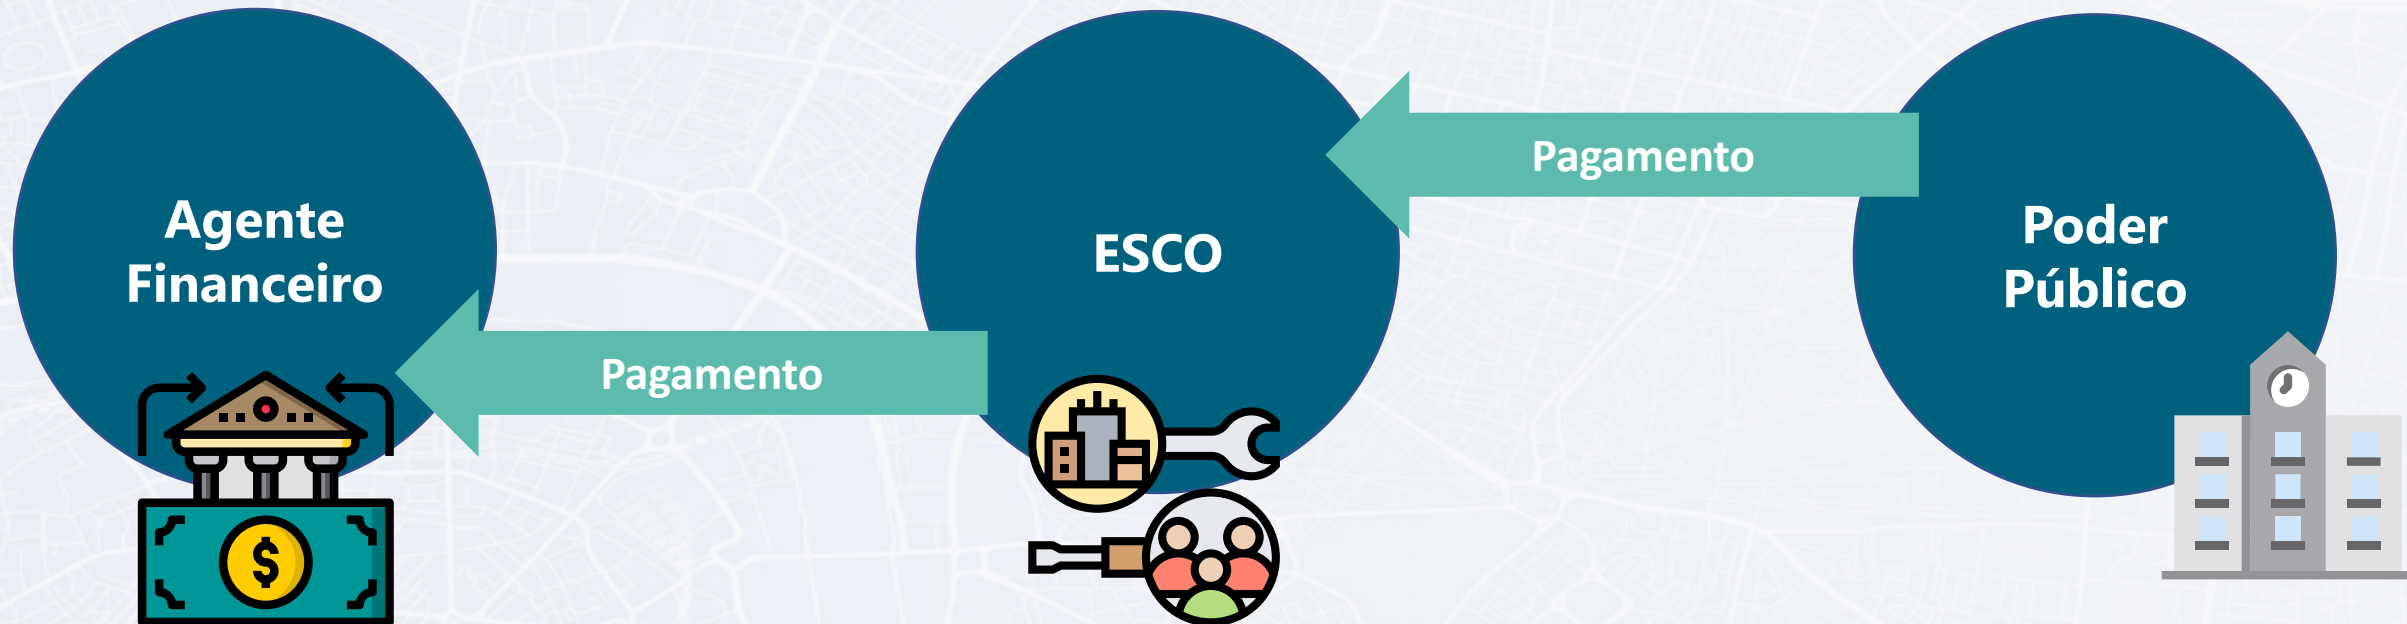 Agente
Financeiro
Pagamento
ESCO
Pagamento
Poder
Público